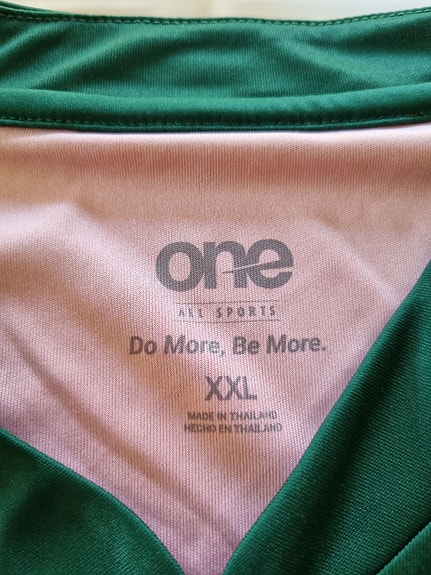 one
ALL SPORTS
Do More, Be More.
XXL
MADE IN THAILAND
HECHO EN THAILAND